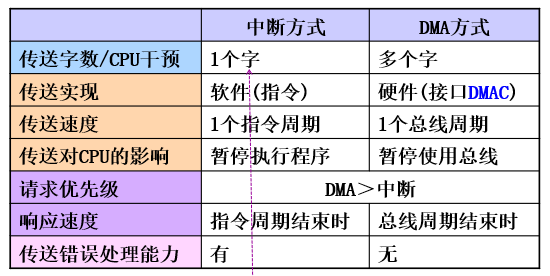 中断方式 DMA方式
传送字数/CPU干预 1个字 多个字
传送实现 软件(指令) 硬件(接口DMAC)
传送速度 1个指令周期 1个总线周期
传送对CPU的影响 暂停执行程序 暂停使用总线
请求优先级 DMA＞中断
响应速度 指令周期结束时 总线周期结束时
传送错误处理能力 有 无